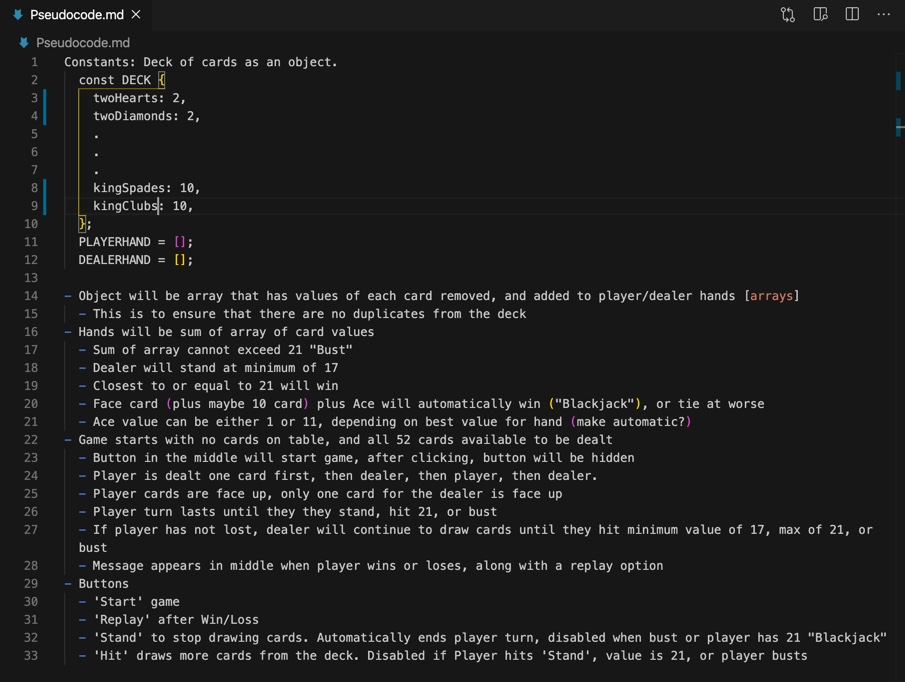 Pseudocode.md
Pseudocode.md
1 Constants: Deck of cards as an object.
2 const DECK {
3 twoHearts: 2,
4 twoDiamonds: 2,
5 .
6 .
7 .
8 kingSpades: 10,
9 kingClubs: 10,
10 };
11 PLAYERHAND = [];
12 DEALERHAND = [];
13
14 - Object will be array that has values of each card removed, and added to player/dealer hands [arrays]
15 - This is to ensure that there are no duplicates from the deck
16 - Hands will be sum of array of card values
17 - Sum of array cannot exceed 21 "Bust"
18 - Dealer will stand at minimum of 17
19 - Closest to or equal to 21 will win
20 - Face card (plus maybe 10 card) plus Ace will automatically win ("Blackjack"), or tie at worse
21 - Ace value can be either 1 or 11, depending on best value for hand (make automatic?)
22 - Game starts with no cards on table, and all 52 cards available to be dealt
23 - Button in the middle will start game, after clicking, button will be hidden
24 - Player is dealt one card first, then dealer, then player, then dealer.
25 - Player cards are face up, only one card for the dealer is face up
26 - Player turn lasts until they they stand, hit 21, or bust
27 - If player has not lost, dealer will continue to draw cards until they hit minimum value of 17, max of 21, or
bust
28 - Message appears in middle when player wins or loses, along with a replay option
29 - Buttons
30 - 'Start' game
31 - 'Replay' after Win/Loss
32 - 'Stand' to stop drawing cards. Automatically ends player turn, disabled when bust or player has 21 "Blackjack"
33 - 'Hit' draws more cards from the deck. Disabled if Player hits 'Stand', value is 21, or player busts